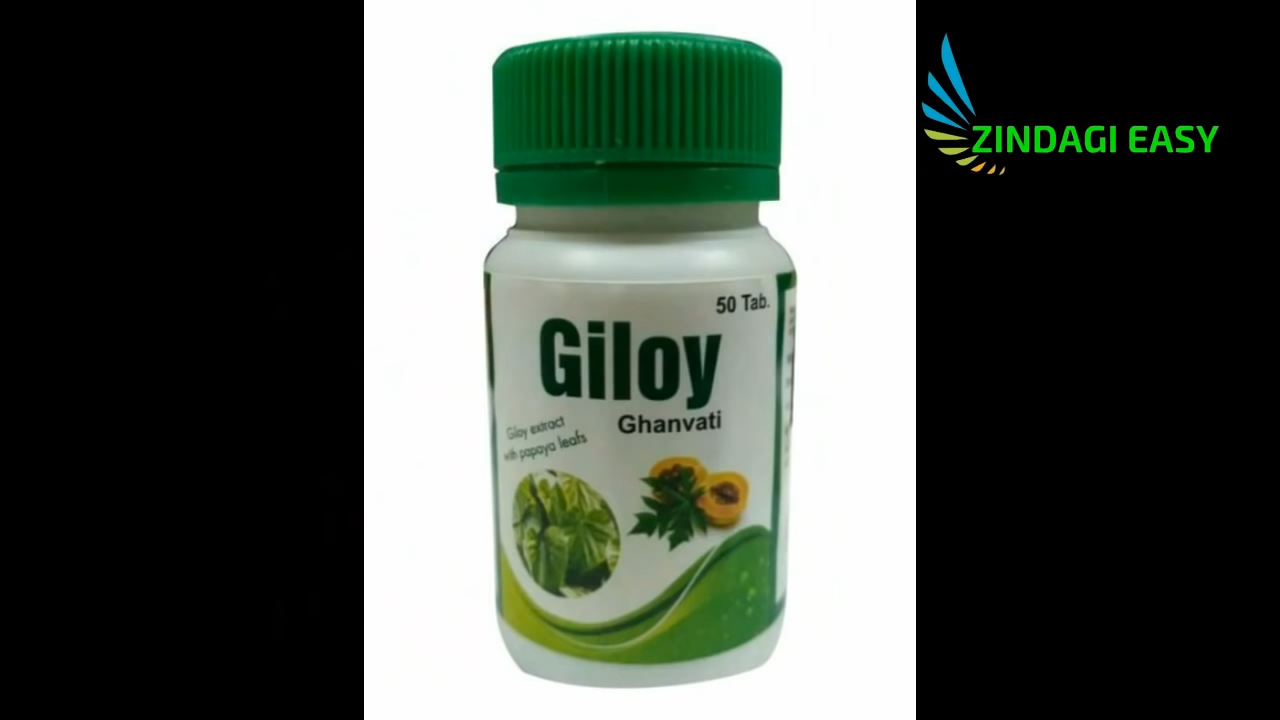 ZINDAGI EASY
50 Tab.
Giloy
Ghanvati
Giloy extract
with papaya leafs